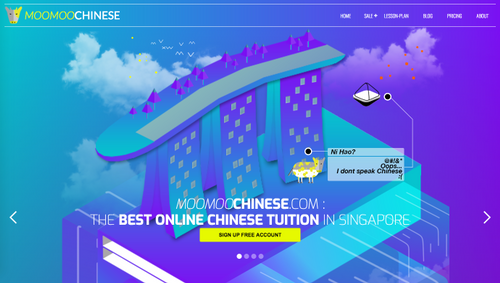 MOOMOOCHINESE
HOME SALE LESSON-PLAN BLOG PRICING ABOUT
Ni Hao?
@#!&*
Oops...
I dont speak Chinese
:(
MOOMOOCHINESE.COM :
THE BEST ONLINE CHINESE TUITION IN SINGAPORE
SIGN UP FREE ACCOUNT